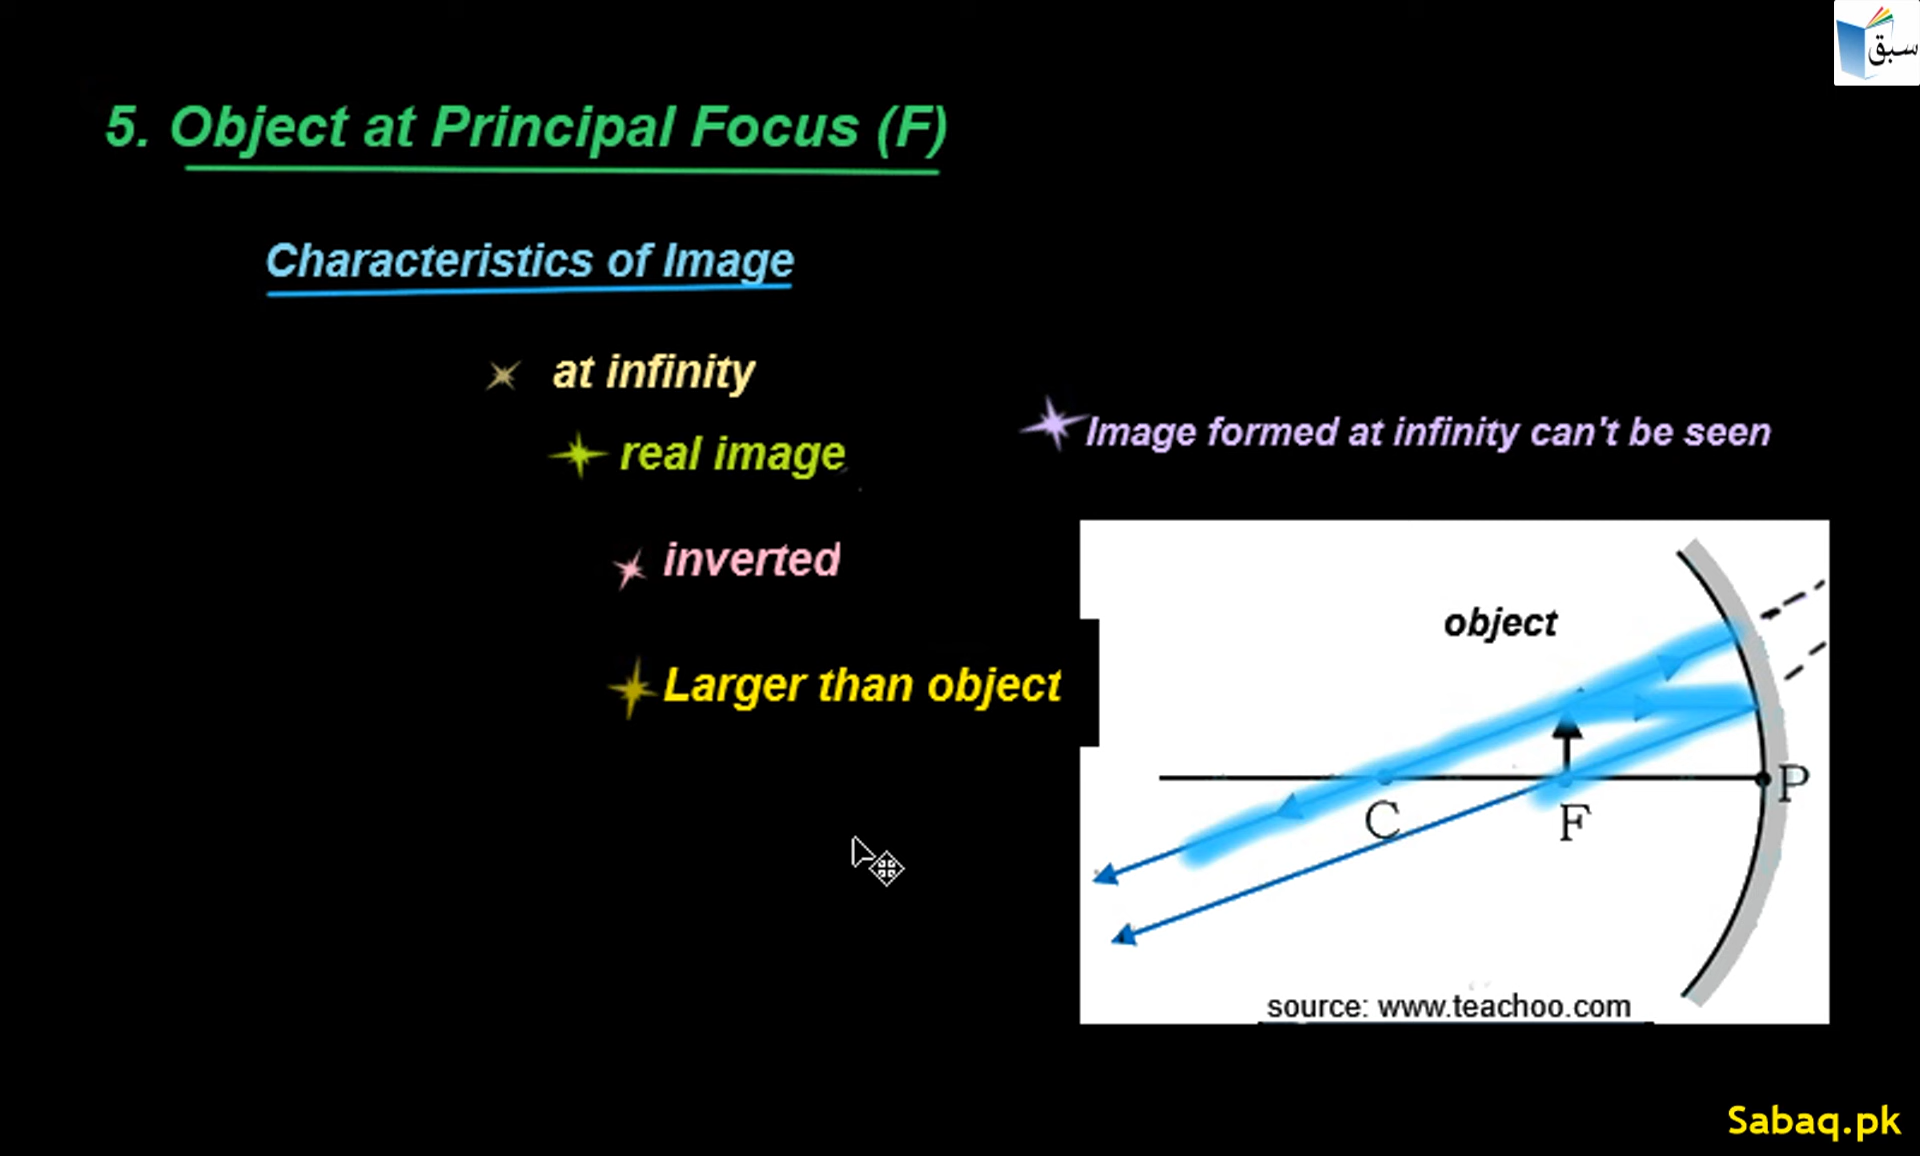 سبق
5. Object at Principal Focus (F)
Characteristics of Image
at infinity
real image
Image formed at infinity can't be seen
inverted
object
Larger than object
C
F
P
source: www.teachoo.com
Sabaq.pk